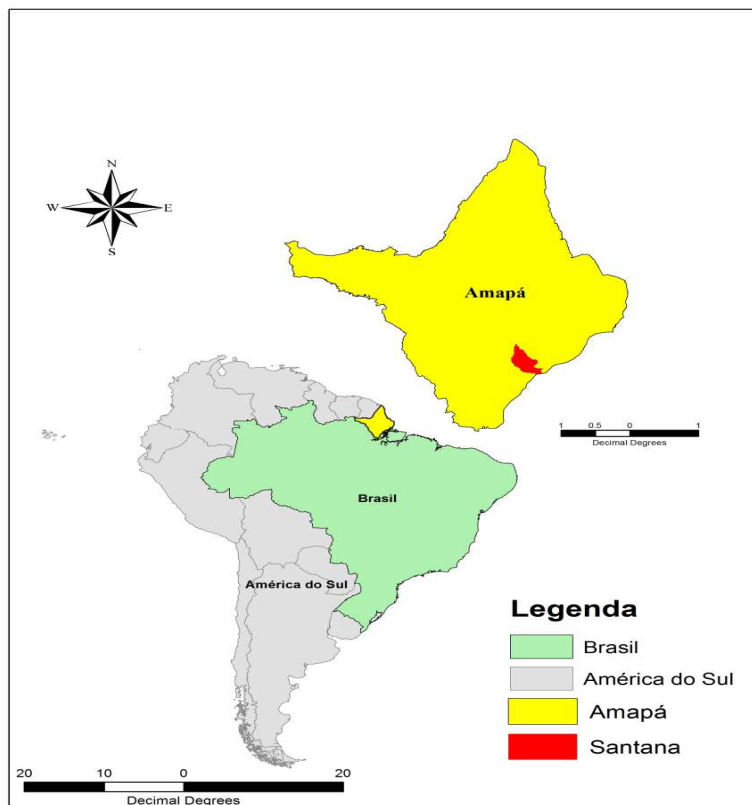 N
W E
S
Amapá
1 0.5 0 1
Decimal Degrees
Brasil
América do Sul
Legenda
Brasil
América do Sul
Amapá
Santana
20 10 0 20
Decimal Degrees